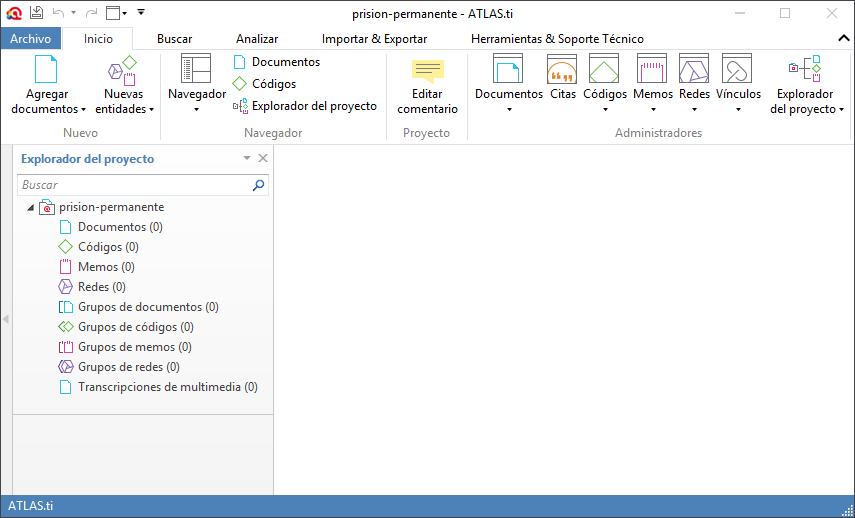 prision-permanente - ATLAS.ti
Archivo Inicio Buscar Analizar Importar & Exportar Herramientas & Soporte Técnico
Agregar documentos
Nuevas entidades
Nuevo
Navegador
Documentos
Códigos
Explorador del proyecto
Navegador
Editar comentario
Proyecto
Documentos
Citas
Códigos
Memos
Redes
Vínculos
Explorador del proyecto
Administradores
Explorador del proyecto
Buscar
prision-permanente
Documentos (0)
Códigos (0)
Memos (0)
Redes (0)
Grupos de documentos (0)
Grupos de códigos (0)
Grupos de memos (0)
Grupos de redes (0)
Transcripciones de multimedia (0)
ATLAS.ti